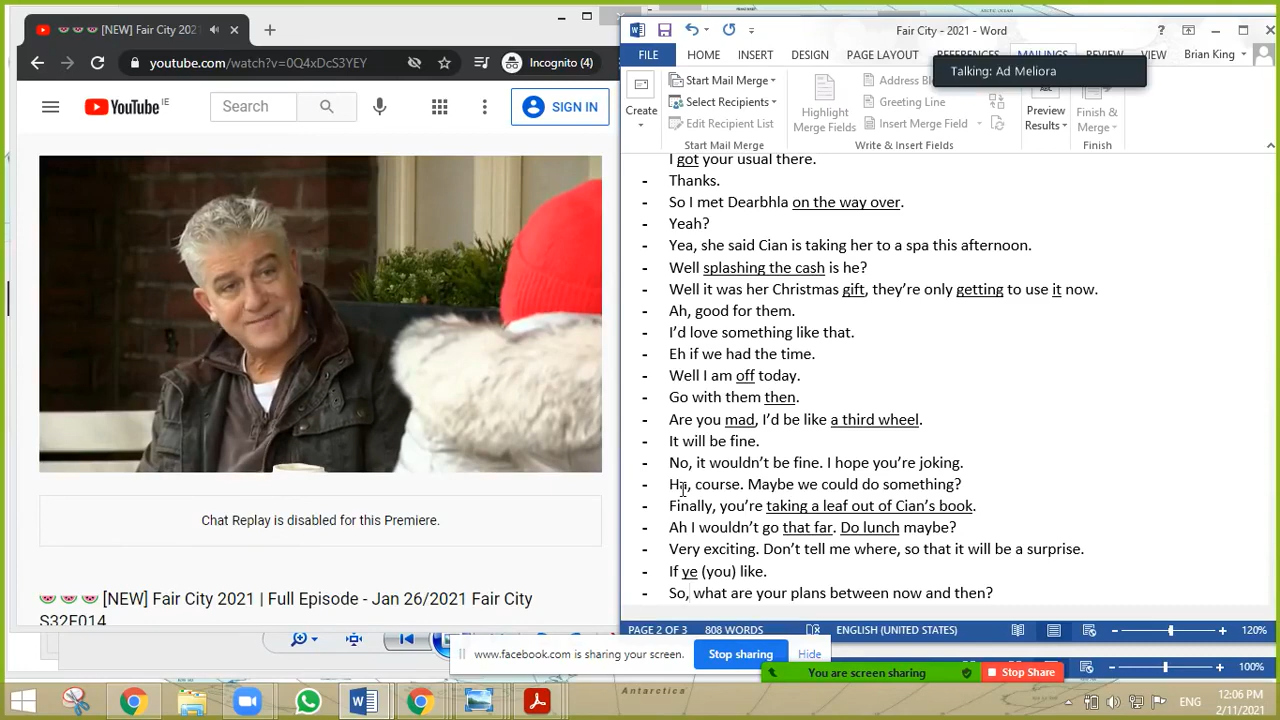 [NEW] Fair City 2021
youtube.com/watch?v=0Q4xDcS3YEY
Incognito (4)
YouTube IE
Search
SIGN IN
Chat Replay is disabled for this Premiere.
[NEW] Fair City 2021 | Full Episode - Jan 26/2021 Fair City
S32E014
Fair City - 2021 - Word
FILE HOME INSERT DESIGN PAGE LAYOUT REFERENCES MAILINGS REVIEW VIEW Brian King
Talking: Ad Meliora
Create
Start Mail Merge
Select Recipients
Edit Recipient List
Start Mail Merge
Highlight
Merge Fields
Address Bl
Greeting Line
Insert Merge Field
Write & Insert Fields
Preview
Results
Finish &
Merge
Finish
I got your usual there.
- Thanks.
- So I met Dearbhla on the way over.
- Yeah?
- Yea, she said Cian is taking her to a spa this afternoon.
- Well splashing the cash is he?
- Well it was her Christmas gift, they're only getting to use it now.
- Ah, good for them.
- I'd love something like that.
- Eh if we had the time.
- Well I am off today.
- Go with them then.
- Are you mad, I'd be like a third wheel.
- It will be fine.
- No, it wouldn't be fine. I hope you're joking.
- Ha, course. Maybe we could do something?
- Finally, you're taking a leaf out of Cian's book.
- Ah I wouldn't go that far. Do lunch maybe?
- Very exciting. Don't tell me where, so that it will be a surprise.
- If ye (you) like.
- So, what are your plans between now and then?
PAGE 2 OF 3 808 WORDS ENGLISH (UNITED STATES) 120%
www.facebook.com is sharing your screen. Stop sharing Hide
100%
You are screen sharing Stop Share
Antarctica
ENG
12:06 PM
2/11/2021